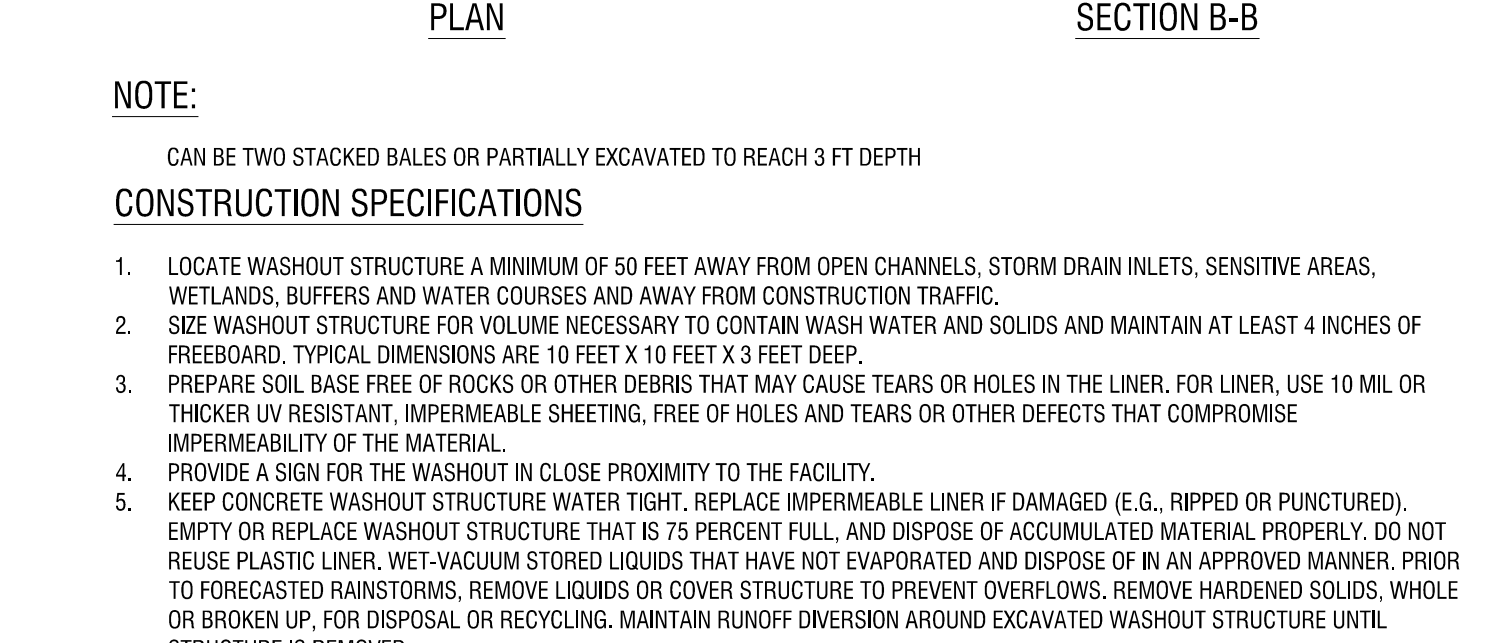 PLAN SECTION B-B
NOTE:
CAN BE TWO STACKED BALES OR PARTIALLY EXCAVATED TO REACH 3 FT DEPTH
CONSTRUCTION SPECIFICATIONS
1. LOCATE WASHOUT STRUCTURE A MINIMUM OF 50 FEET AWAY FROM OPEN CHANNELS, STORM DRAIN INLETS, SENSITIVE AREAS,
WETLANDS, BUFFERS AND WATER COURSES AND AWAY FROM CONSTRUCTION TRAFFIC.
2. SIZE WASHOUT STRUCTURE FOR VOLUME NECESSARY TO CONTAIN WASH WATER AND SOLIDS AND MAINTAIN AT LEAST 4 INCHES OF
FREEBOARD. TYPICAL DIMENSIONS ARE 10 FEET X 10 FEET X 3 FEET DEEP.
3. PREPARE SOIL BASE FREE OF ROCKS OR OTHER DEBRIS THAT MAY CAUSE TEARS OR HOLES IN THE LINER. FOR LINER, USE 10 MIL OR
THICKER UV RESISTANT, IMPERMEABLE SHEETING, FREE OF HOLES AND TEARS OR OTHER DEFECTS THAT COMPROMISE
IMPERMEABILITY OF THE MATERIAL.
4. PROVIDE A SIGN FOR THE WASHOUT IN CLOSE PROXIMITY TO THE FACILITY.
5. KEEP CONCRETE WASHOUT STRUCTURE WATER TIGHT. REPLACE IMPERMEABLE LINER IF DAMAGED (E.G., RIPPED OR PUNCTURED).
EMPTY OR REPLACE WASHOUT STRUCTURE THAT IS 75 PERCENT FULL, AND DISPOSE OF ACCUMULATED MATERIAL PROPERLY. DO NOT
REUSE PLASTIC LINER. WET-VACUUM STORED LIQUIDS THAT HAVE NOT EVAPORATED AND DISPOSE OF IN AN APPROVED MANNER. PRIOR
TO FORECASTED RAINSTORMS, REMOVE LIQUIDS OR COVER STRUCTURE TO PREVENT OVERFLOWS. REMOVE HARDENED SOLIDS, WHOLE
OR BROKEN UP, FOR DISPOSAL OR RECYCLING. MAINTAIN RUNOFF DIVERSION AROUND EXCAVATED WASHOUT STRUCTURE UNTIL